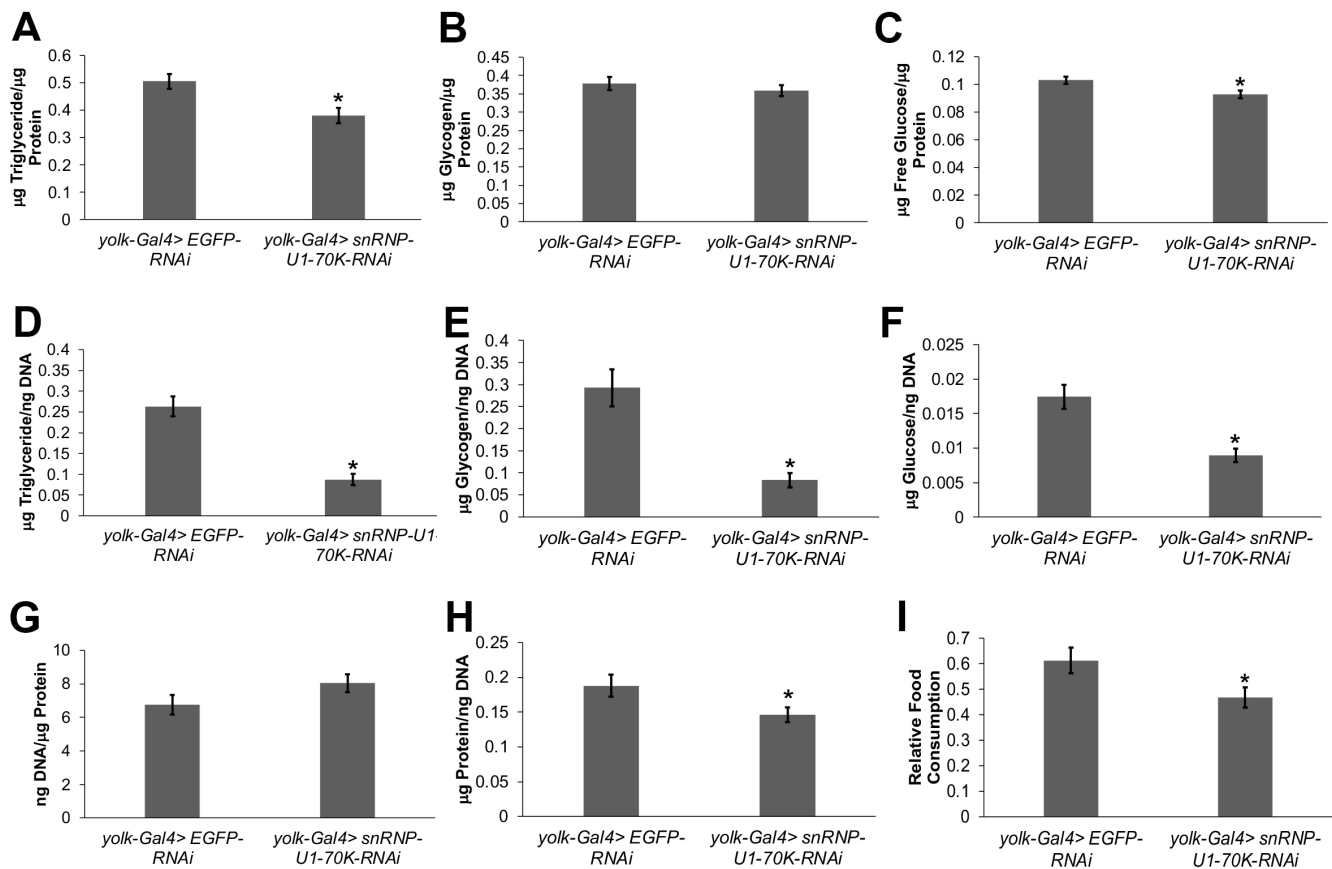 A
µg Triglyceride/µg
Protein
0.6
0.5
0.4
0.3
0.2
0.1
0
*
yolk-Gal4> EGFP-
RNAi
yolk-Gal4> snRNP-
U1-70K-RNAi
B
µg Glycogen/µg
Protein
0.45
0.4
0.35
0.3
0.25
0.2
0.15
0.1
0.05
0
yolk-Gal4> EGFP-
RNAi
yolk-Gal4> snRNP-
U1-70K-RNAi
C
µg Free Glucose/µg
Protein
0.12
0.1
0.08
0.06
0.04
0.02
0
*
yolk-Gal4> EGFP-
RNAi
yolk-Gal4> snRNP-
U1-70K-RNAi
D
µg Triglyceride/ng DNA
0.4
0.35
0.3
0.25
0.2
0.15
0.1
0.05
0
*
yolk-Gal4> EGFP-
RNAi
yolk-Gal4> snRNP-U1-
70K-RNAi
E
µg Glycogen/ng DNA
0.4
0.35
0.3
0.25
0.2
0.15
0.1
0.05
0
*
yolk-Gal4> EGFP-
RNAi
yolk-Gal4> snRNP-
U1-70K-RNAi
F
µg Glucose/ng DNA
0.025
0.02
0.015
0.01
0.005
0
*
yolk-Gal4> EGFP-
RNAi
yolk-Gal4> snRNP-
U1-70K-RNAi
G
ng DNA/µg Protein
10
8
6
4
2
0
yolk-Gal4> EGFP-
RNAi
yolk-Gal4> snRNP-
U1-70K-RNAi
H
µg Protein/ng DNA
0.25
0.2
0.15
0.1
0.05
0
*
yolk-Gal4> EGFP-
RNAi
yolk-Gal4> snRNP-
U1-70K-RNAi
I
Relative Food
Consumption
0.7
0.6
0.5
0.4
0.3
0.2
0.1
0
*
yolk-Gal4> EGFP-
RNAi
yolk-Gal4> snRNP-
U1-70K-RNAi